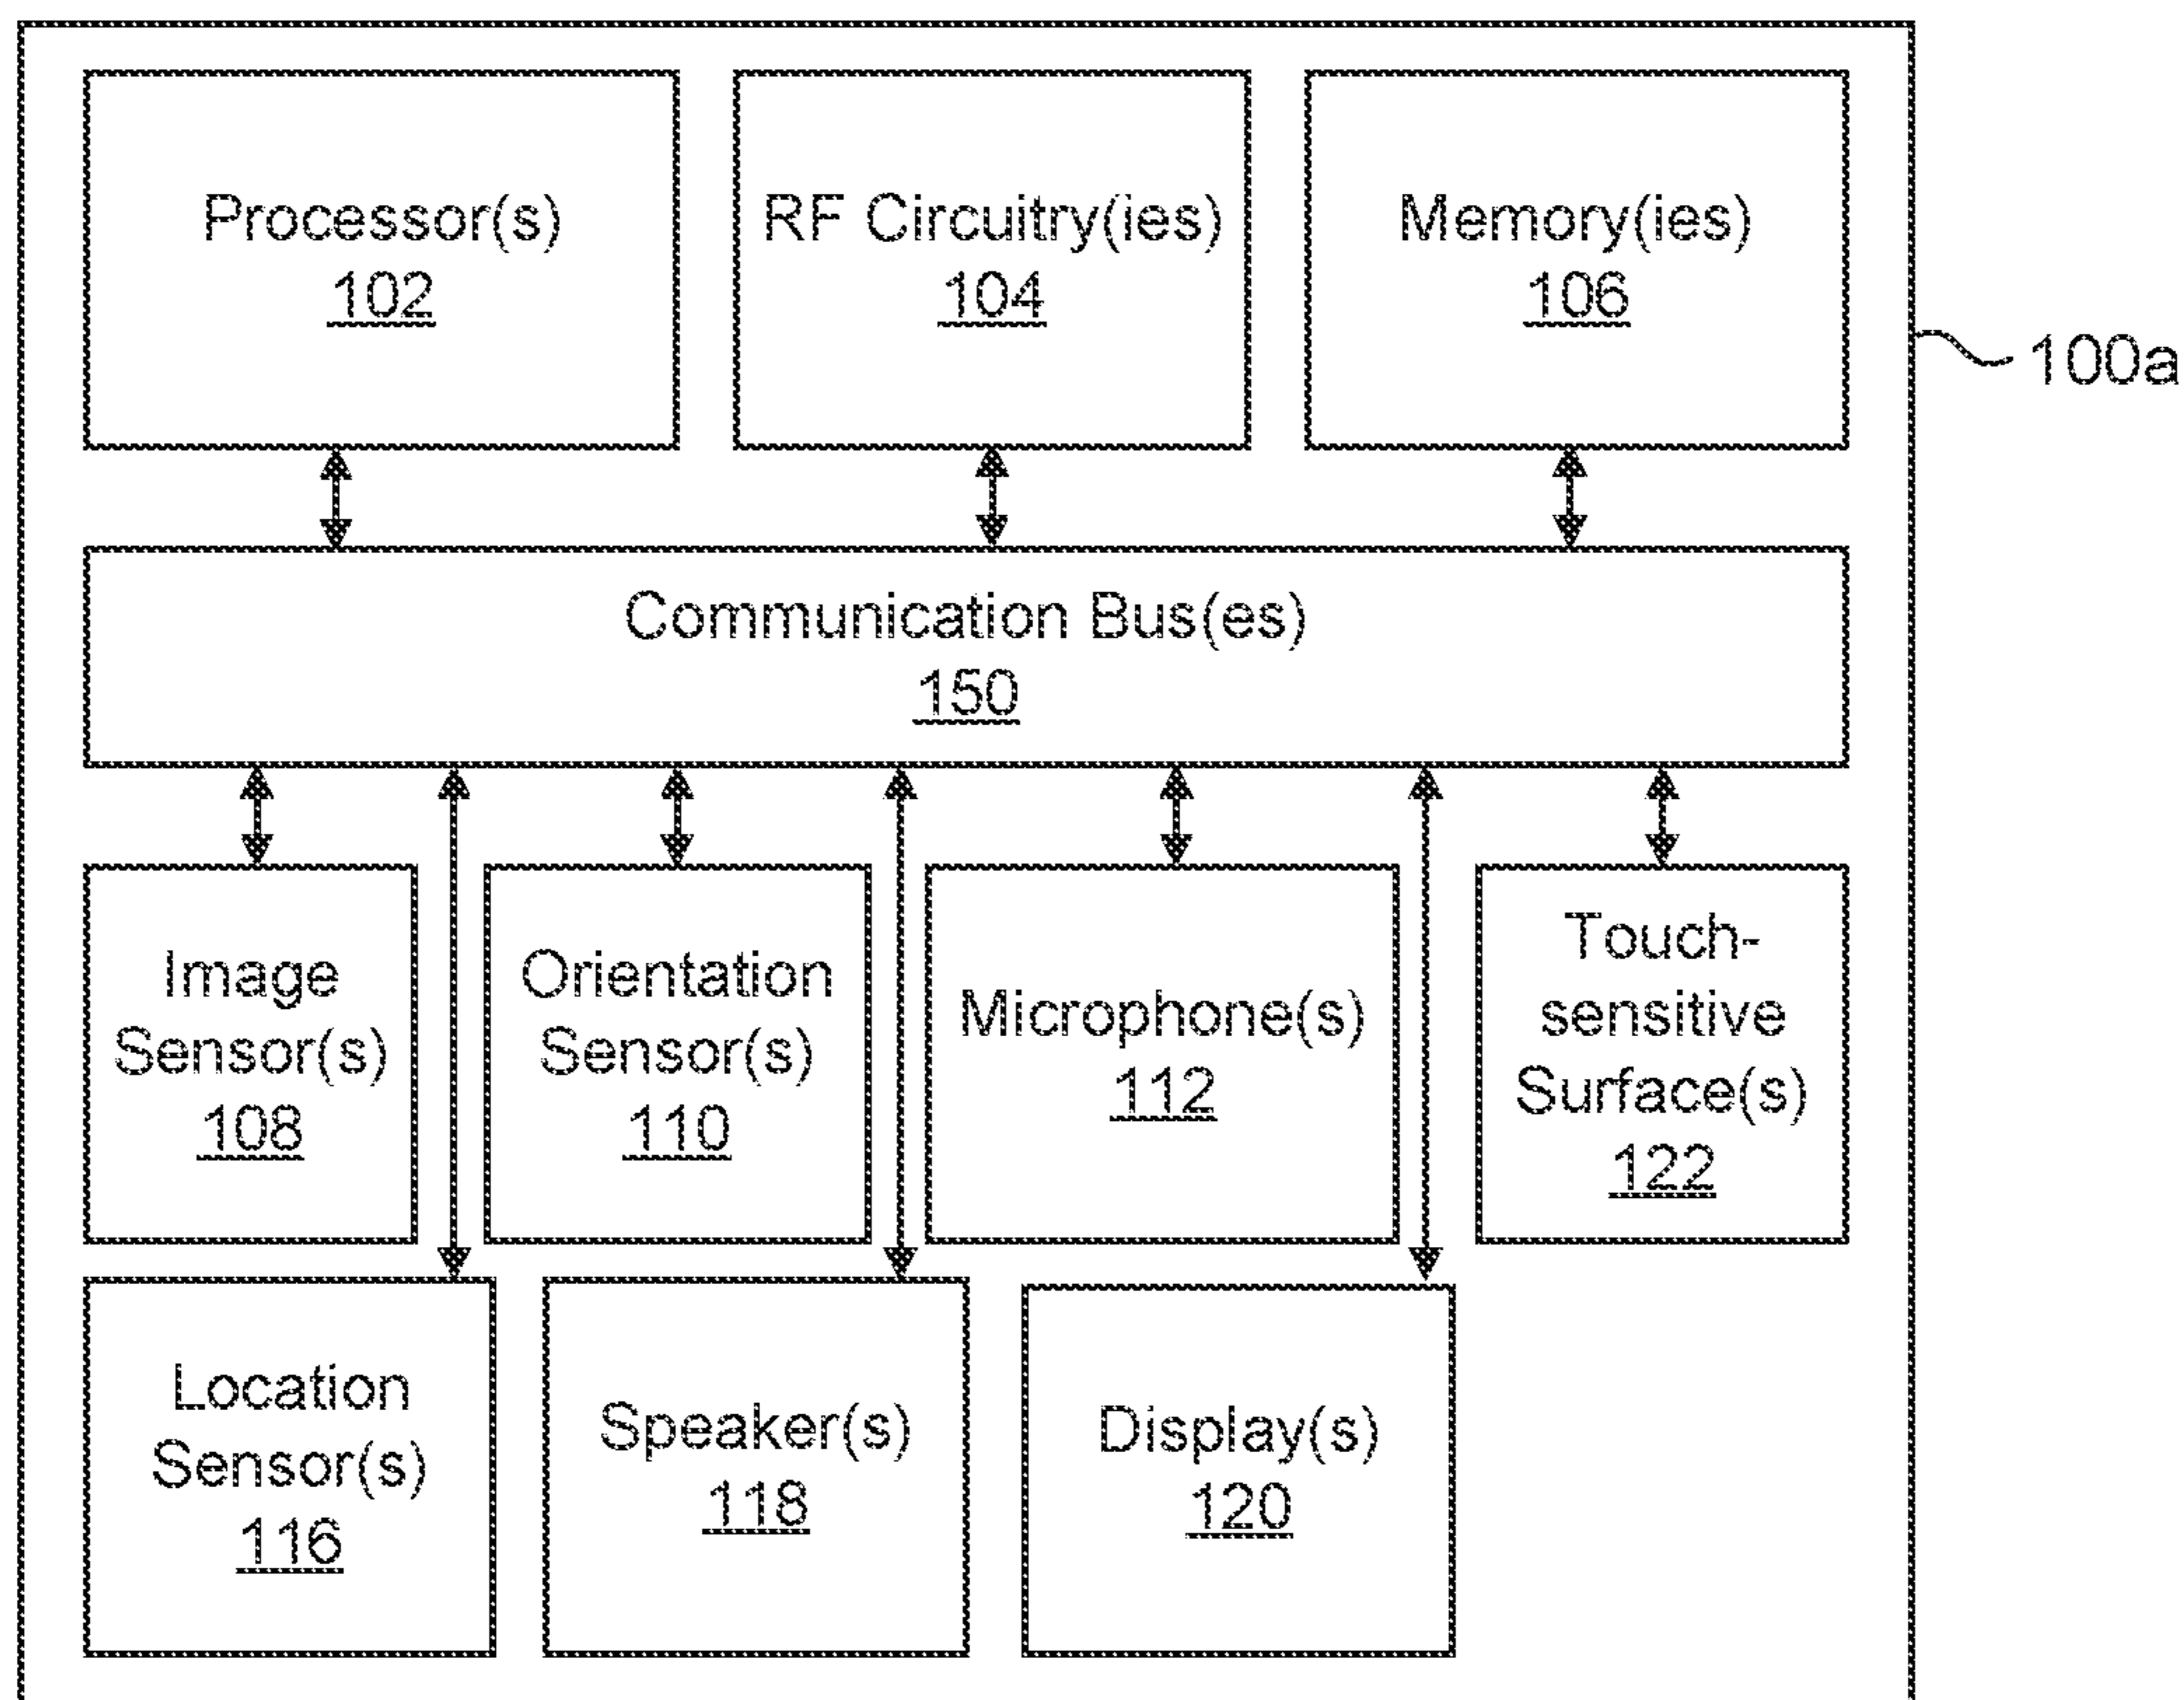 Processor(s)
102
RF Circuitry(ies)
104
Memory(ies)
106
100a
Communication Bus(es)
150
Image
Sensor(s)
108
Orientation
Sensor(s)
110
Microphone(s)
112
Touch-
sensitive
Surface(s)
122
Location
Sensor(s)
116
Speaker(s)
118
Display(s)
120